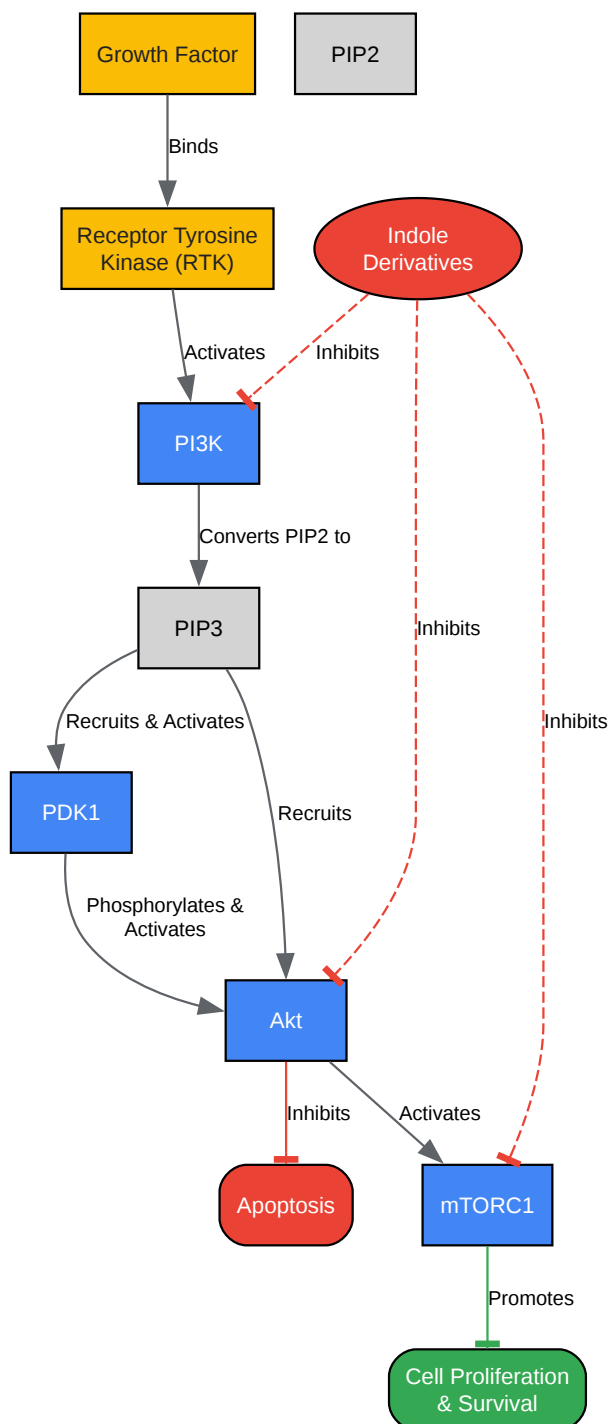 Growth Factor
PIP2
Binds
Receptor Tyrosine
Kinase (RTK)
Indole
Derivatives
Activates
Inhibits
PI3K
Converts PIP2 to
PIP3
Inhibits
Recruits & Activates
Inhibits
PDK1
Recruits
Phosphorylates &
Activates
Akt
Inhibits
Activates
Apoptosis
mTORC1
Promotes
Cell Proliferation
& Survival